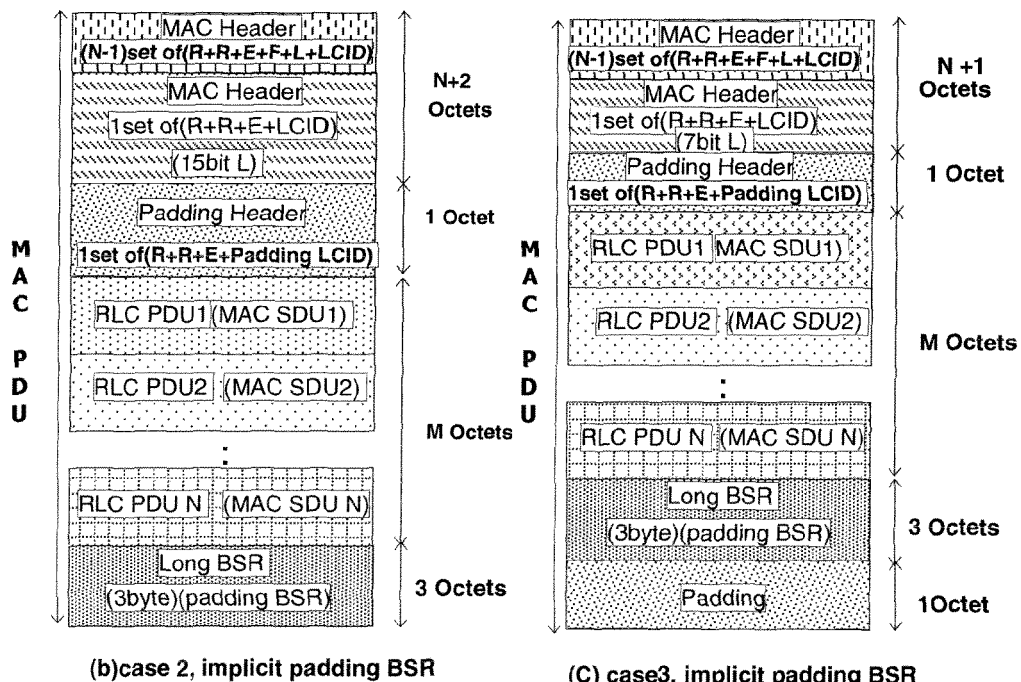 MAC Header
(N-1)set of(R+R+E+F+L+LCID)
MAC Header
1set of(R+R+E+LCID)
(15bit L)
Padding Header
1set of(R+R+E+Padding LCID)
RLC PDU1 (MAC SDU1)
RLC PDU2 (MAC SDU2)
:
RLC PDU N (MAC SDU N)
Long BSR
(3byte)(padding BSR)
MAC PDU
N+2
Octets
1 Octet
M Octets
3 Octets
(b)case 2, implicit padding BSR
MAC Header
(N-1)set of(R+R+E+F+L+LCID)
MAC Header
1set of(R+R+E+LCID)
(7bit L)
Padding Header
1set of(R+R+E+Padding LCID)
RLC PDU1 MAC SDU1)
RLC PDU2 (MAC SDU2)
:
RLC PDU N (MAC SDU N)
Long BSR
(3byte)(padding BSR)
Padding
MAC PDU
N +1
Octets
1 Octet
M Octets
3 Octets
1Octet
(C) case3, implicit padding BSR